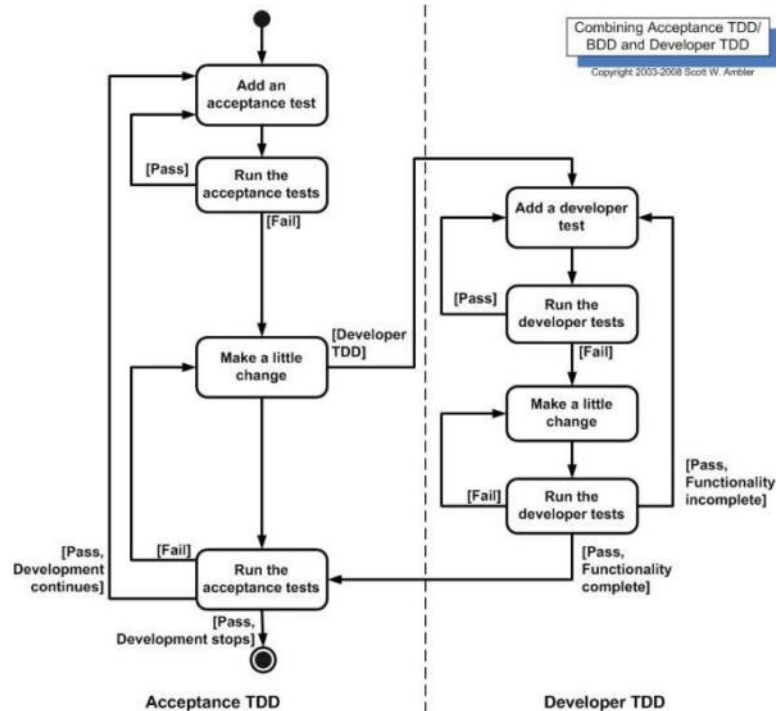 Combining Acceptance TDD/
BDD and Developer TDD
Copyright 2003-2008 Scott W. Ambler
Add an
acceptance test
[Pass]
Run the
acceptance tests
[Fail]
Make a little
change
[Developer
TDD]
[Fail]
[Pass,
Development
continues]
Run the
acceptance tests
[Pass,
Development stops]
Acceptance TDD
Add a developer
test
[Pass]
Run the
developer tests
[Fail]
Make a little
change
[Fail]
Run the
developer tests
[Pass,
Functionality
incomplete]
[Pass,
Functionality
complete]
Developer TDD